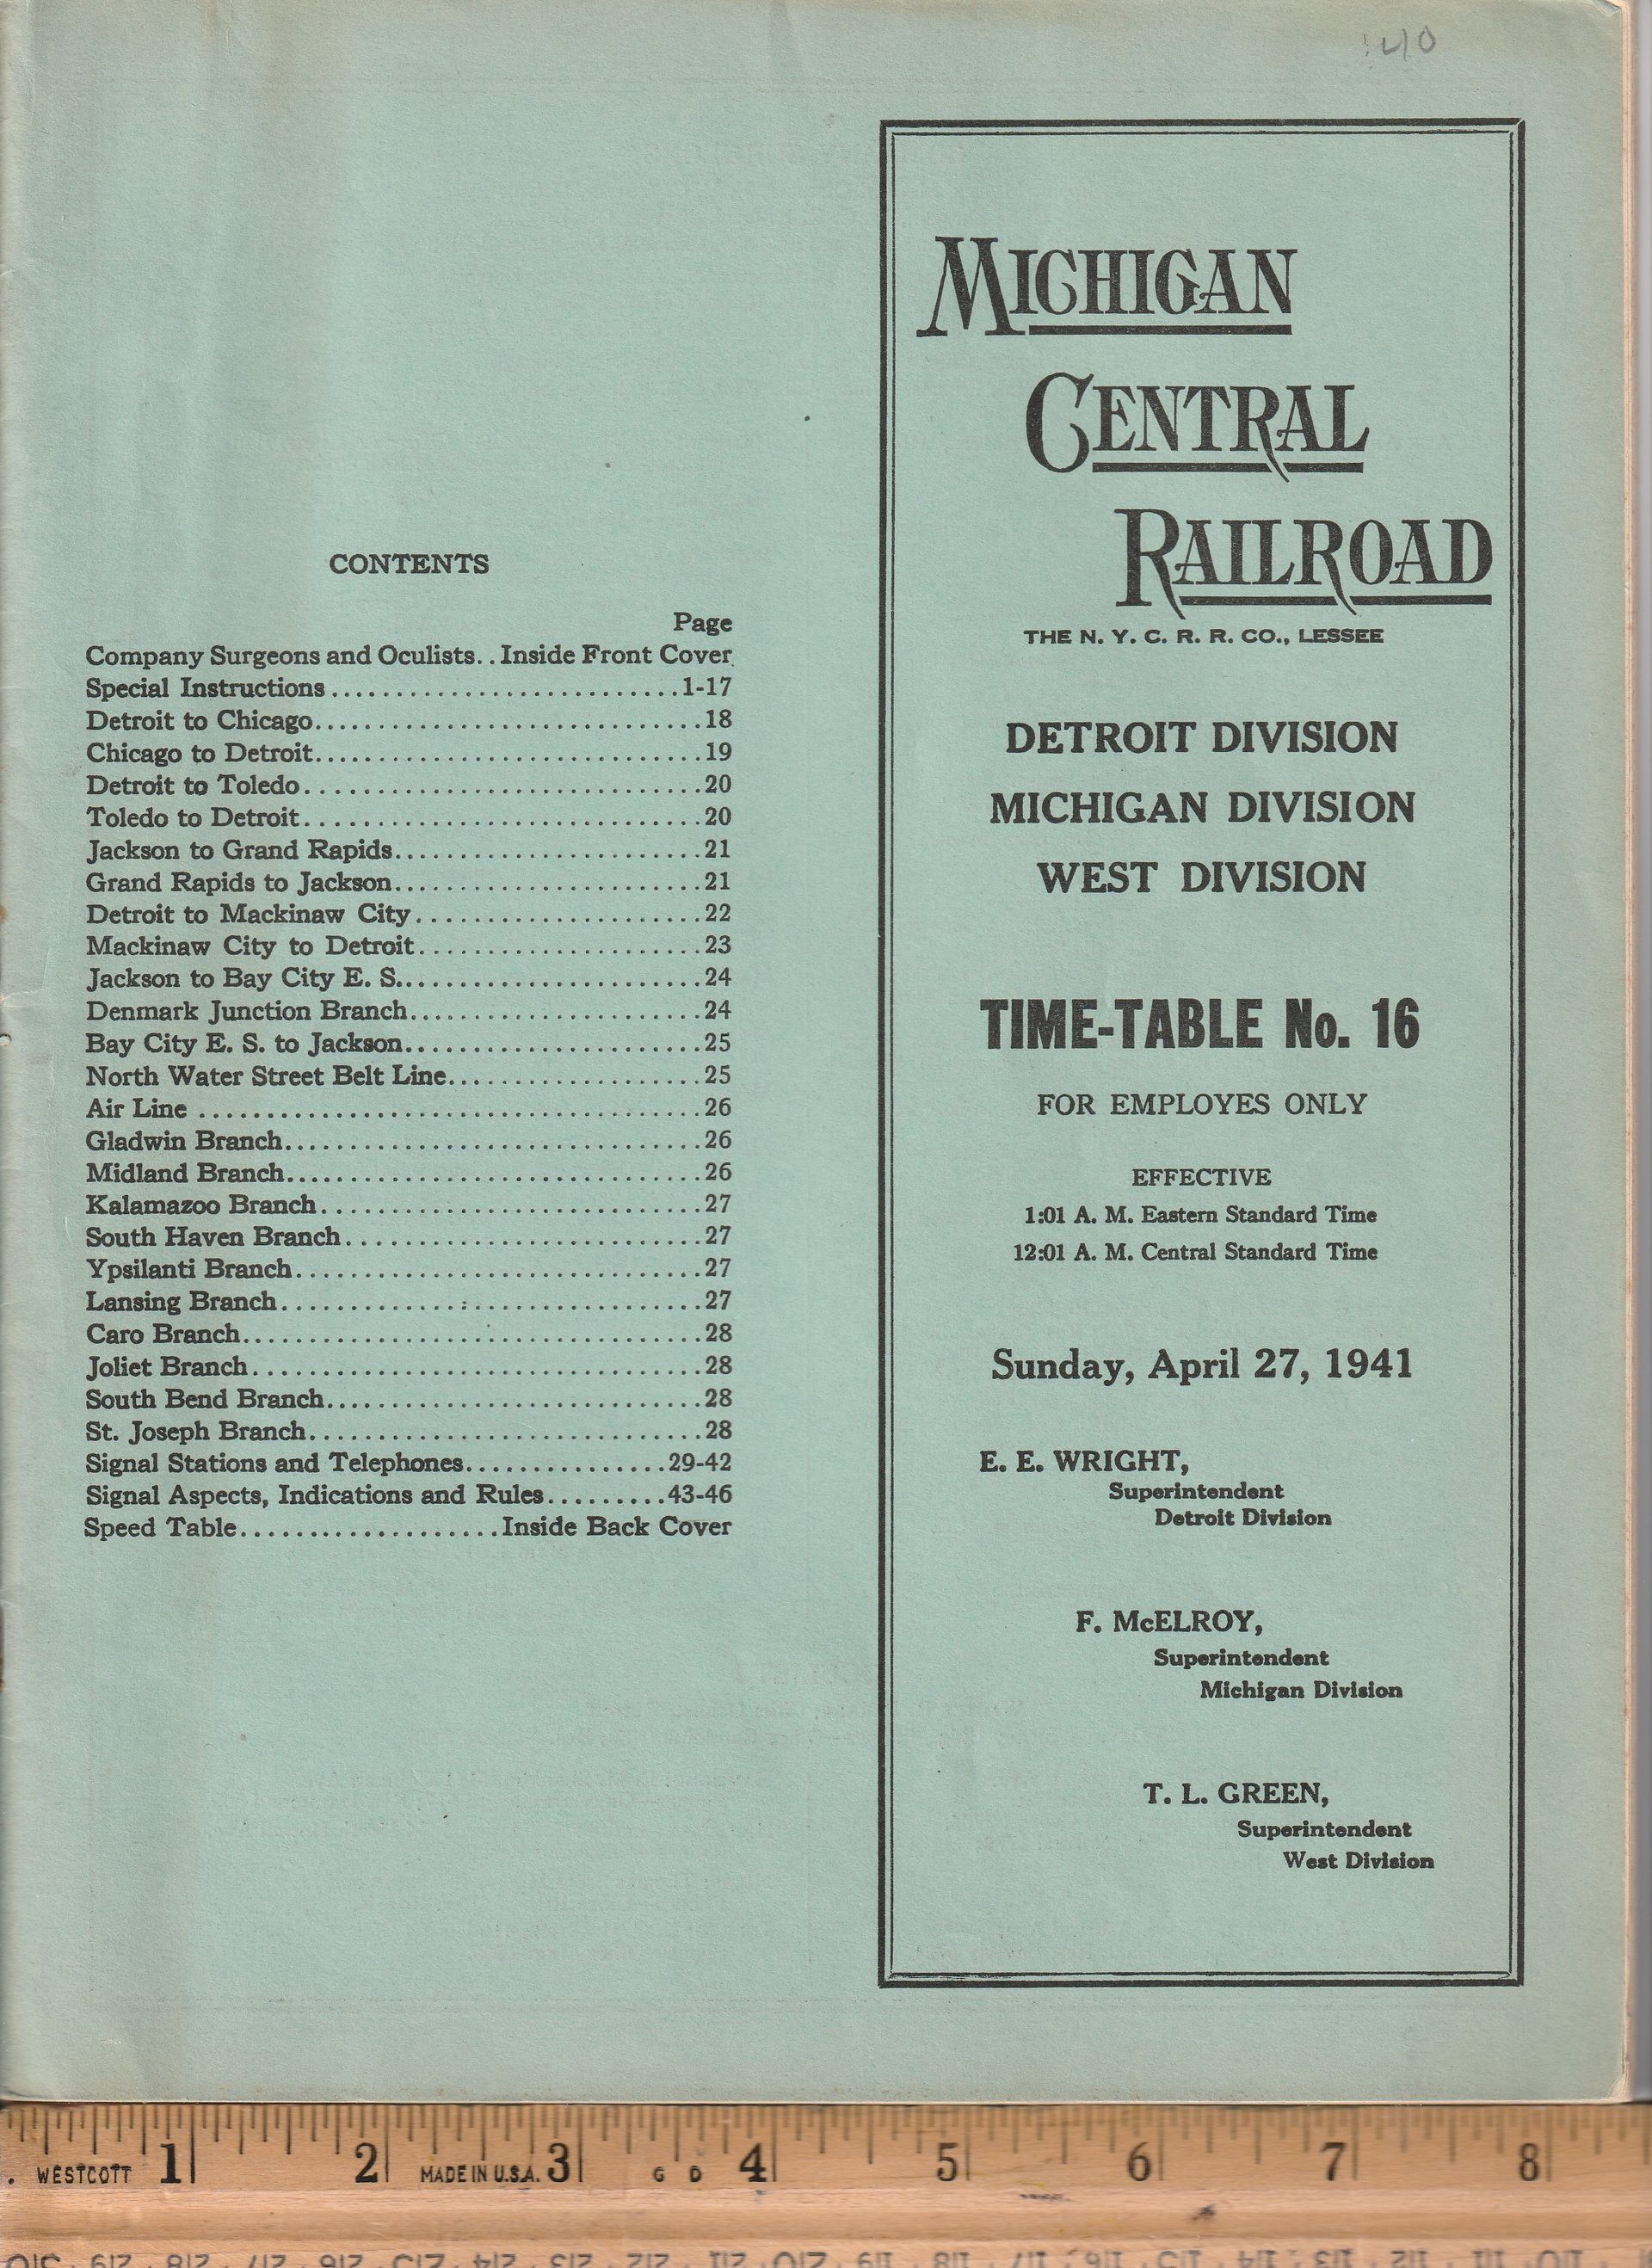 40
CONTENTS
Page
Company Surgeons and Oculists..Inside Front Cover
Special Instructions..........................1-17
Detroit to Chicago............................18
Chicago to Detroit............................19
Detroit to Toledo.............................20
Toledo to Detroit.............................20
Jackson to Grand Rapids.......................21
Grand Rapids to Jackson.......................21
Detroit to Mackinaw City.....................22
Mackinaw City to Detroit.....................23
Jackson to Bay City E. S......................24
Denmark Junction Branch......................24
Bay City E. S. to Jackson......................25
North Water Street Belt Line...................25
Air Line .....................................26
Gladwin Branch...............................26
Midland Branch...............................26
Kalamazoo Branch............................27
South Haven Branch..........................27
Ypsilanti Branch..............................27
Lansing Branch...............................27
Caro Branch..................................28
Joliet Branch.................................28
South Bend Branch............................28
St. Joseph Branch.............................28
Signal Stations and Telephones...............29-42
Signal Aspects, Indications and Rules.........43-46
Speed Table...................Inside Back Cover
MICHIGAN
CENTRAL
RAILROAD
THE N. Y. C. R. R. CO., LESSEE
DETROIT DIVISION
MICHIGAN DIVISION
WEST DIVISION
TIME-TABLE No. 16
FOR EMPLOYES ONLY
EFFECTIVE
1:01 A. M. Eastern Standard Time
12:01 A. M. Central Standard Time
Sunday, April 27, 1941
E. E. WRIGHT,
Superintendent
Detroit Division
F. McELROY,
Superintendent
Michigan Division
T. L. GREEN,
Superintendent
West Division
1 2 3 4 5 6 7 8
WESTCOTT MADE IN U.S.A. G D